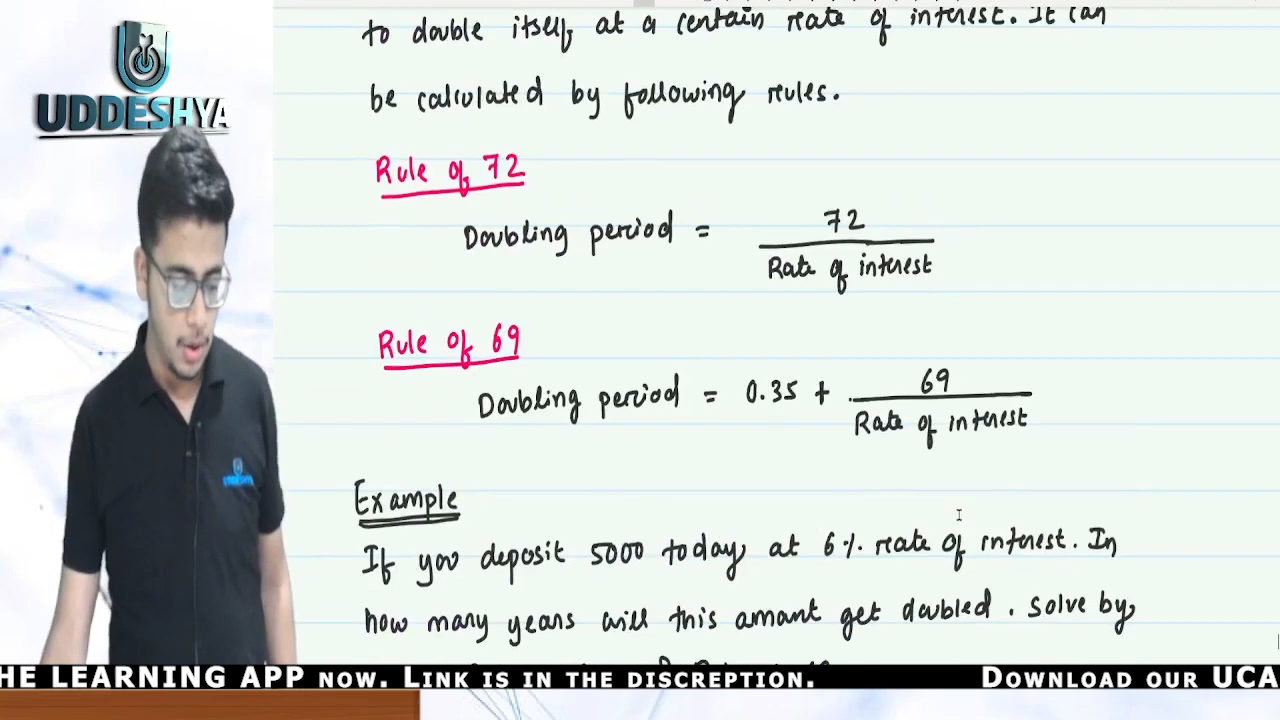 UDDESHYA
to double itself at a certain rate of interest. It can
be calculated by following rules.
Rule of 72
Doubling period = 72
Rate of interest
Rule of 69
Doubling period = 0.35 + 69
Rate of interest
UDDESHYA
Example
If you deposit 5000 today at 6% rate of interest. In
how many years will this amant get doubled. Solve by
HE LEARNING APP NOW. LINK IS IN THE DISCREPTION. DOWNLOAD OUR UCA